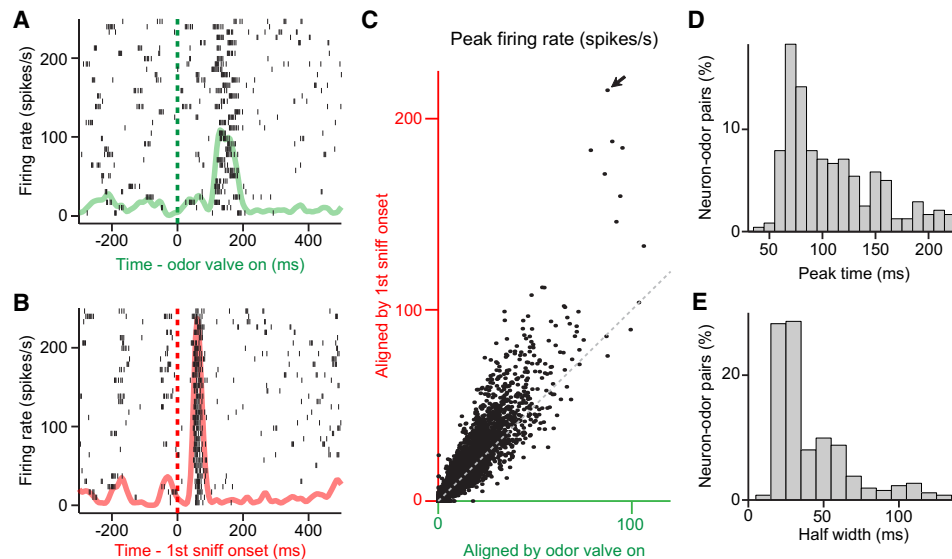 A
Firing rate (spikes/s)
200
100
0
-200
0
200
400
Time - odor valve on (ms)
B
Firing rate (spikes/s)
200
100
0
-200
0
200
400
Time - 1st sniff onset (ms)
C
Peak firing rate (spikes/s)
Aligned by 1st sniff onset
200
100
0
0
100
Aligned by odor valve on
D
Neuron-odor pairs (%)
10
0
50
100
150
200
Peak time (ms)
E
Neuron-odor pairs (%)
20
0
0
50
100
Half width (ms)